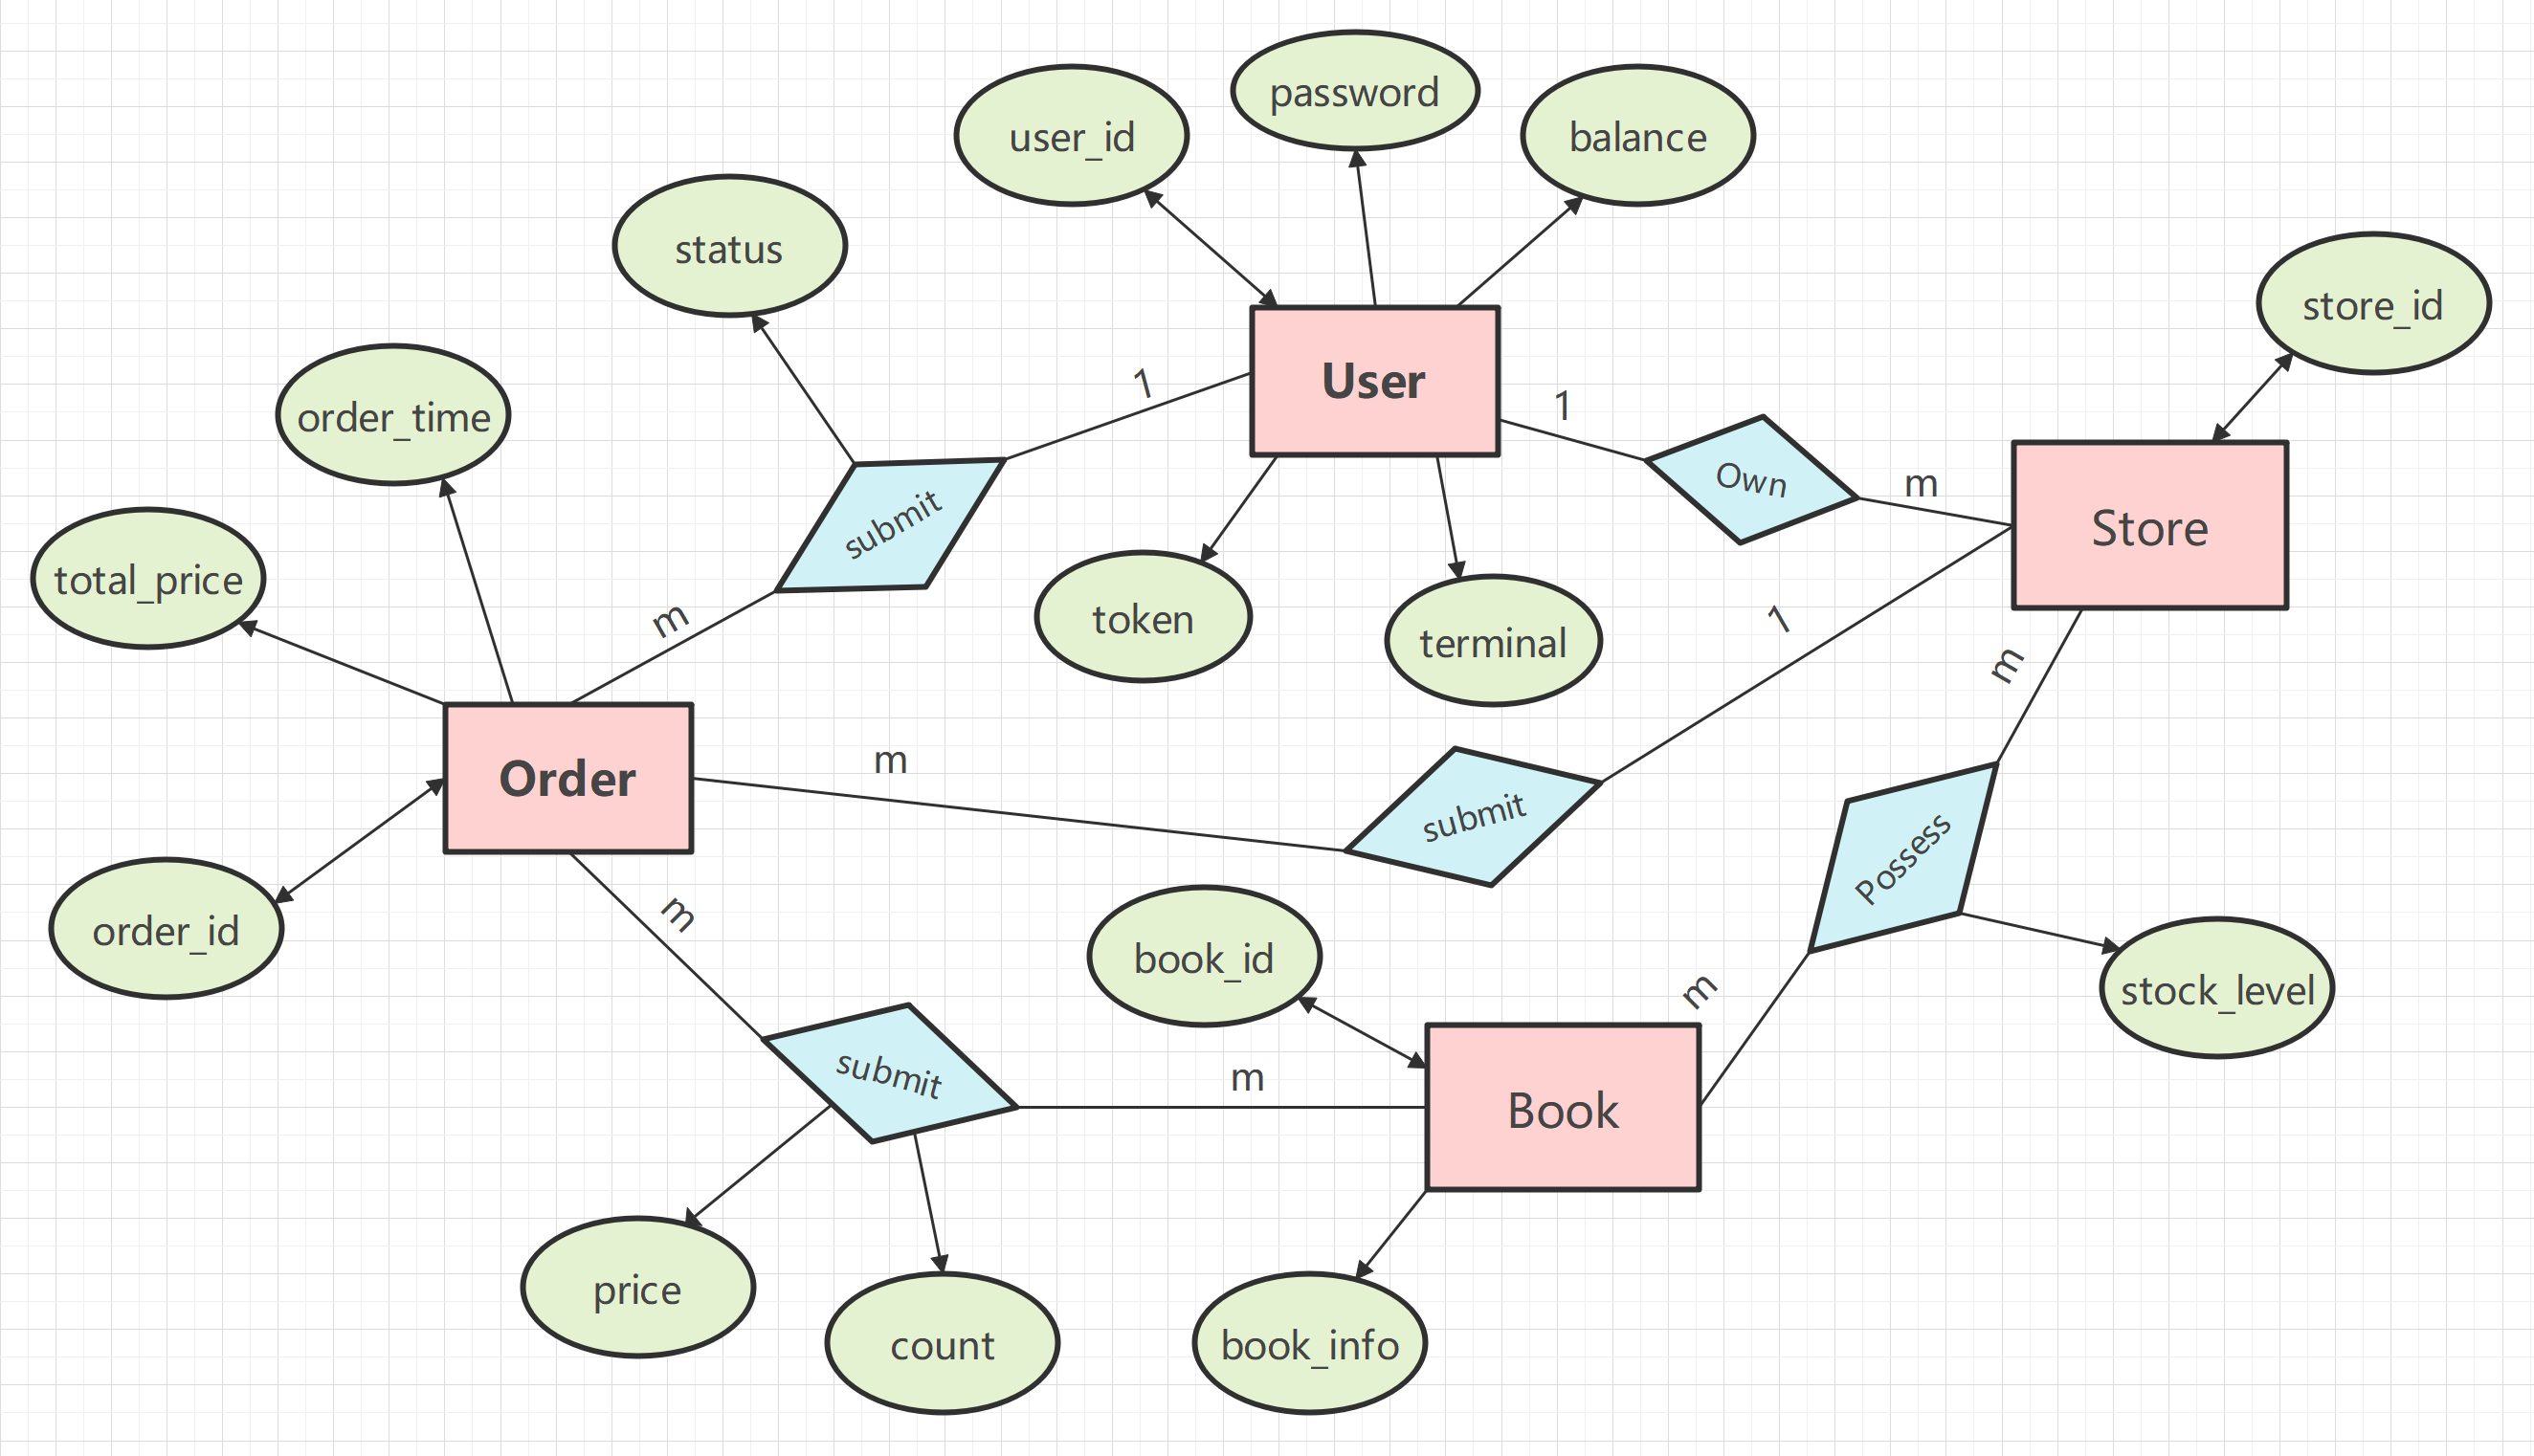 password
user_id
balance
status
store_id
order_time
1
User
1
Own
m
Store
submit
total_price
m
token
terminal
1
m
Order
m
submit
Possess
order_id
m
book_id
m
stock_level
submit
m
Book
price
count
book_info